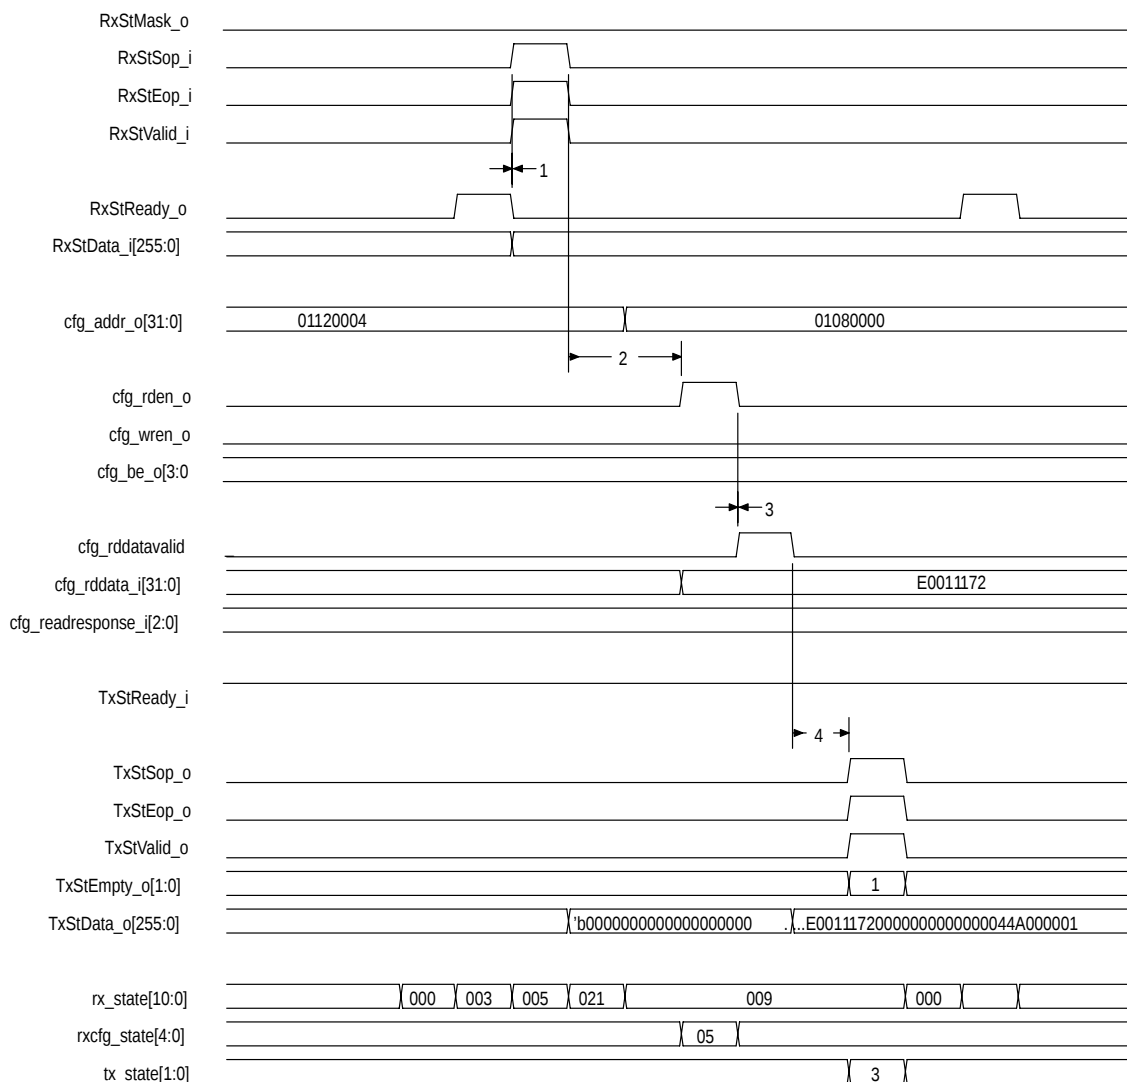 RxStMask_o
RxStSop_i
RxStEop_i
RxStValid_i
1
RxStReady_o
RxStData_i[255:0]
cfg_addr_o[31:0] 01120004 01080000
2
cfg_rden_o
cfg_wren_o
cfg_be_o[3:0
3
cfg_rddatavalid
cfg_rddata_i[31:0] E0011172
cfg_readresponse_i[2:0]
TxStReady_i
4
TxStSop_o
TxStEop_o
TxStValid_o
TxStEmpty_o[1:0] 1
TxStData_o[255:0] 'b0000000000000000000 ....E00111720000000000000044A000001
rx_state[10:0] 000 003 005 021 009 000
rxcfg_state[4:0] 05
tx_state[1:0] 3